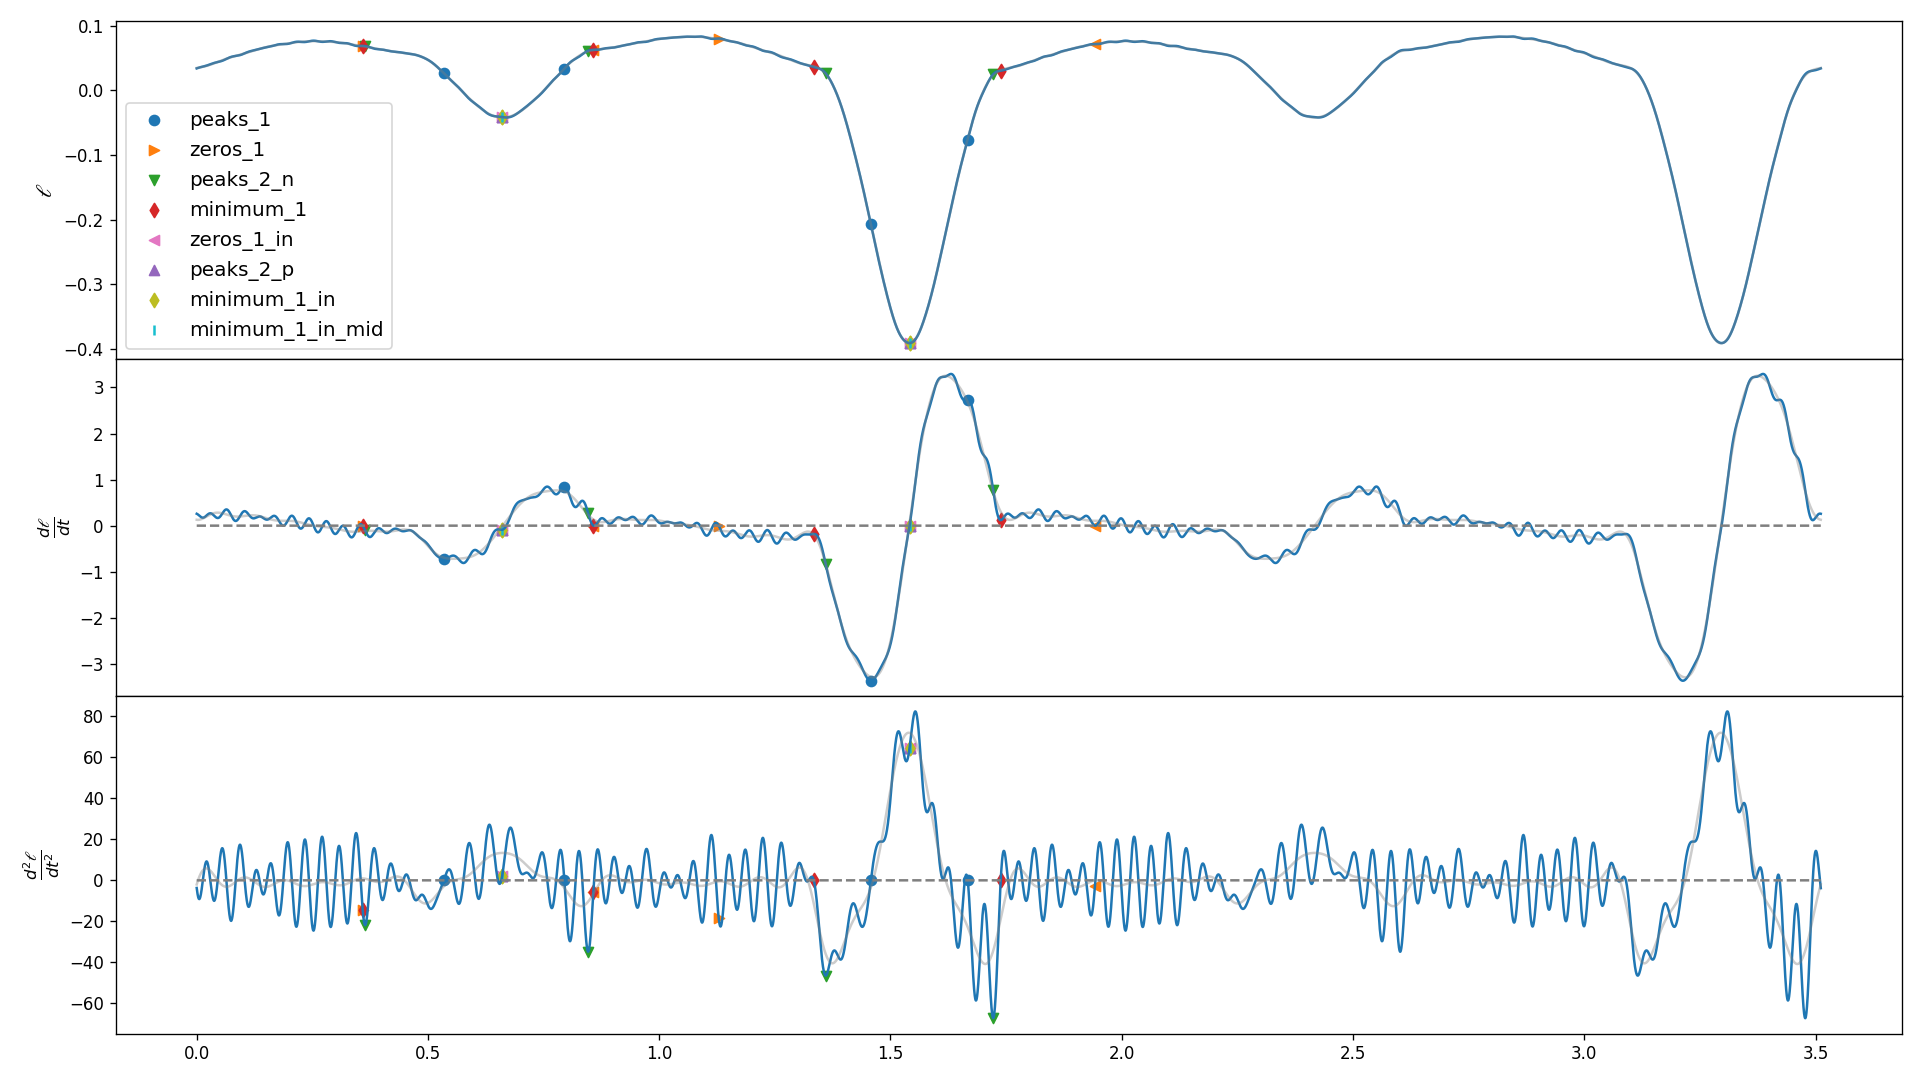 0.1
0.0
−0.1
−0.2
−0.3
−0.4
ℓ
peaks_1
zeros_1
peaks_2_n
minimum_1
zeros_1_in
peaks_2_p
minimum_1_in
minimum_1_in_mid
3
2
1
0
−1
−2
−3
dℓ
dt
80
60
40
20
0
−20
−40
−60
d²ℓ
dt²
0.0 0.5 1.0 1.5 2.0 2.5 3.0 3.5